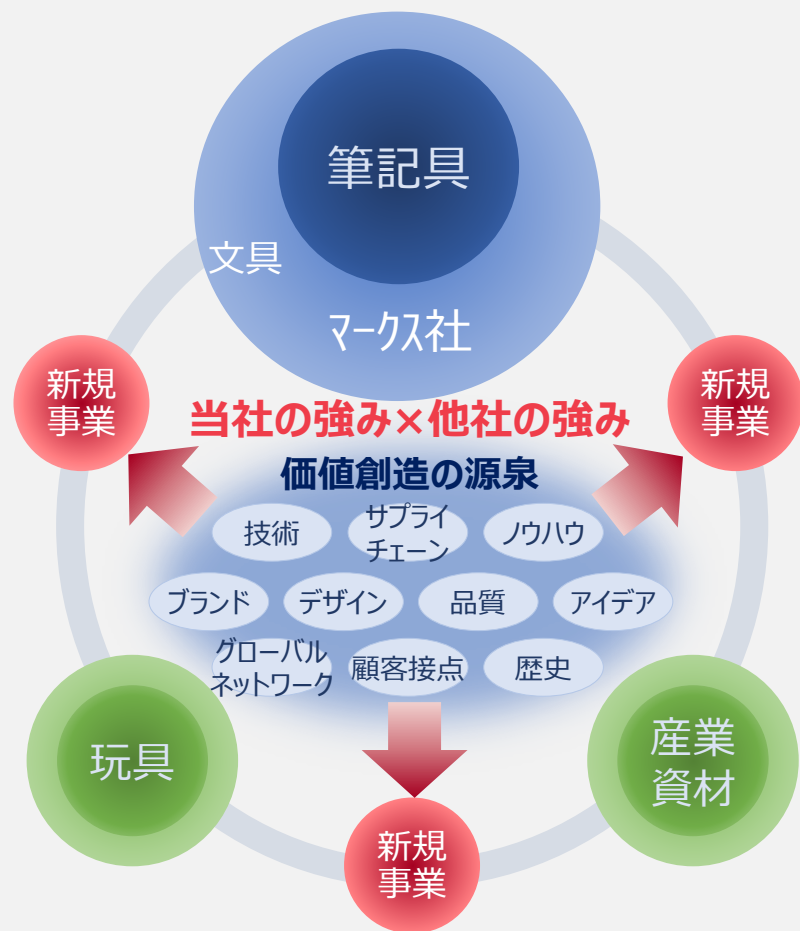 筆記具
文具
マークス社
新規
事業
新規
事業
当社の強み×他社の強み
価値創造の源泉
技術
サプライ
チェーン
ノウハウ
ブランド
デザイン
品質
アイデア
グローバル
ネットワーク
顧客接点
歴史
玩具
産業
資材
新規
事業